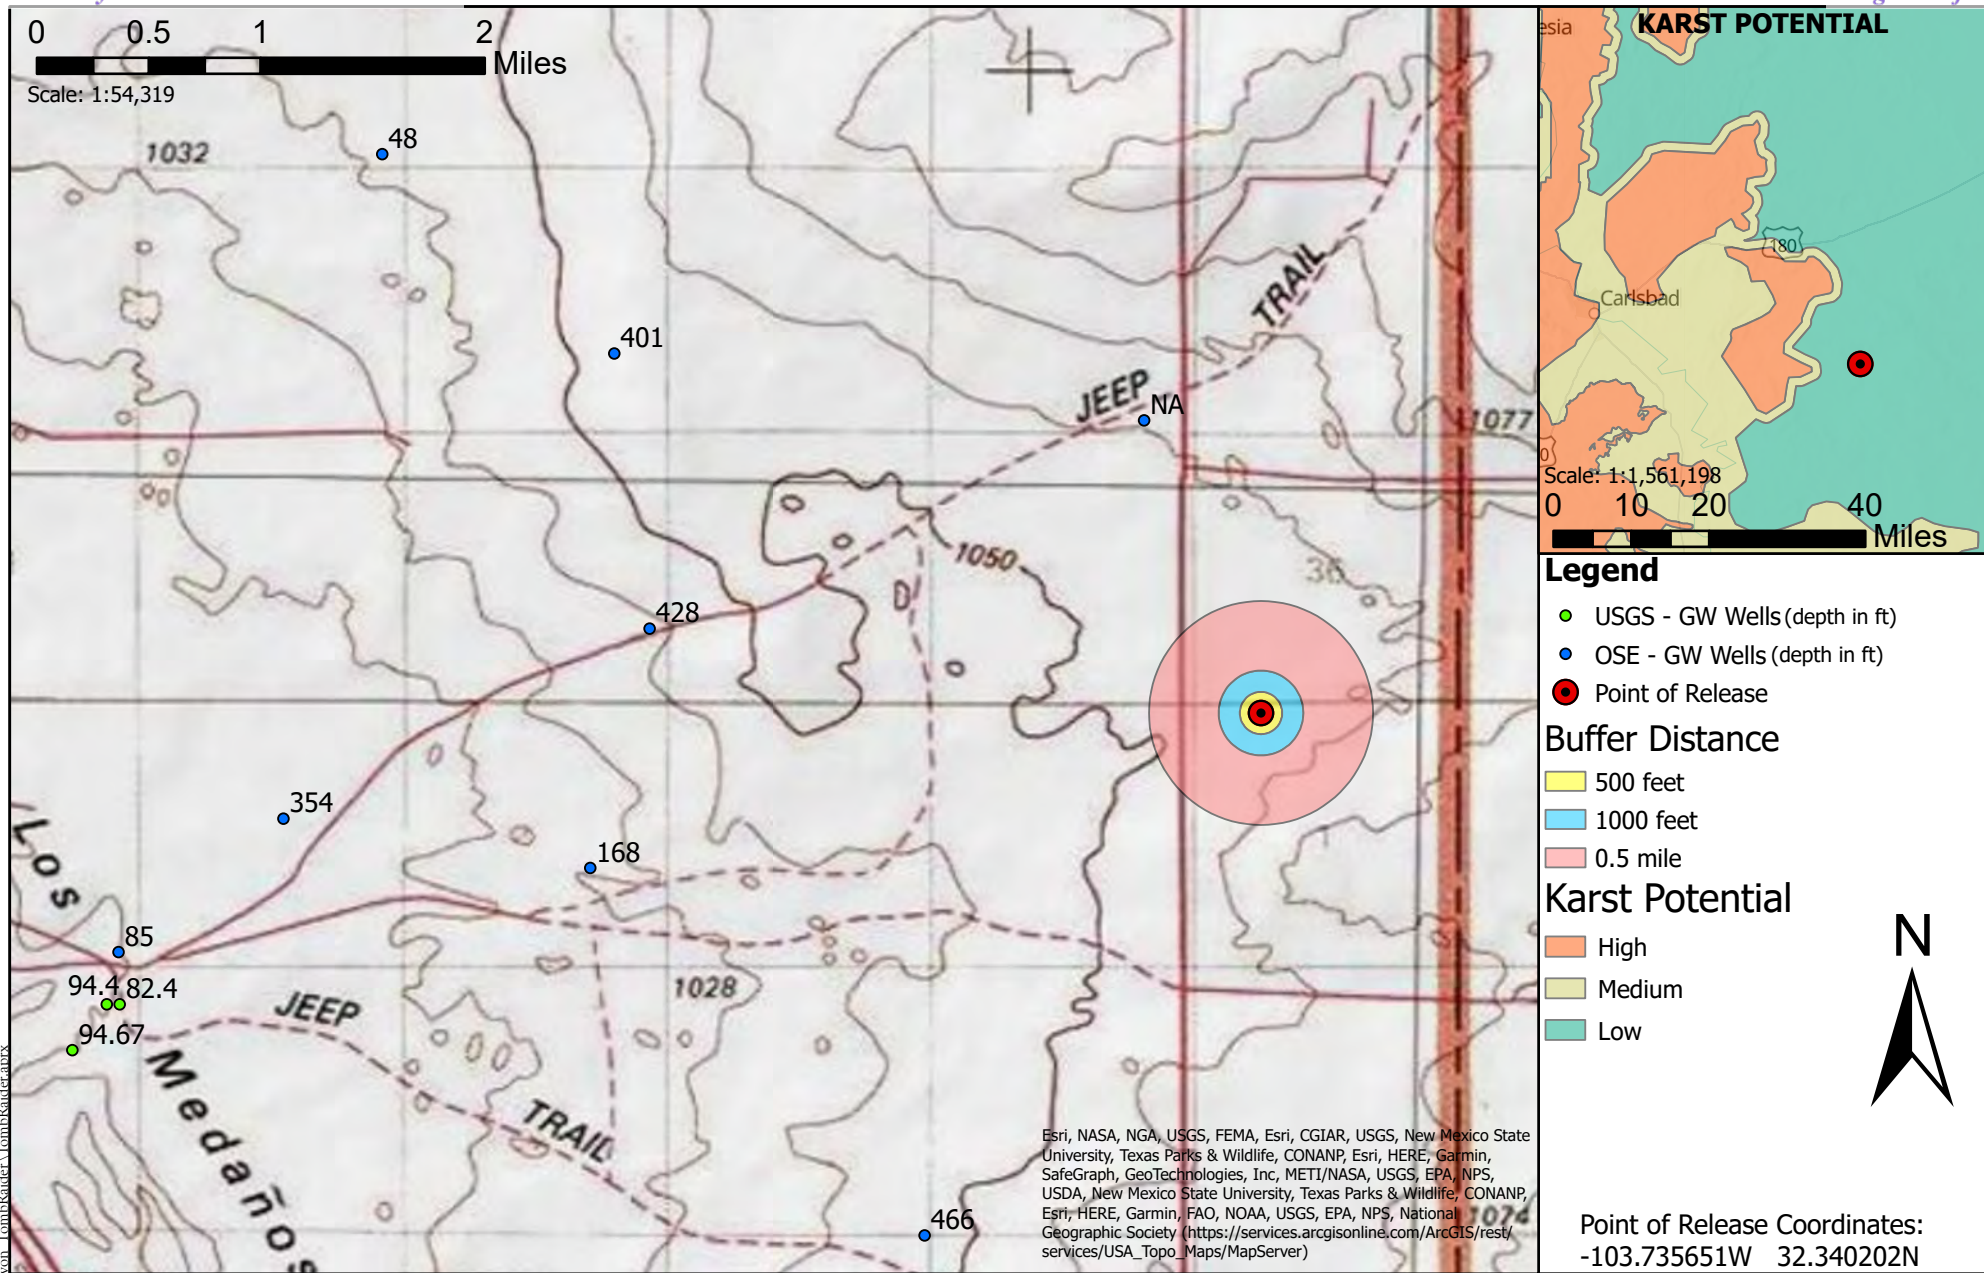 0 0.5 1 2
Miles
Scale: 1:54,319
1032
48
401
JEEP
TRAIL
NA
1077
1050
36
428
354
168
Los
85
94.4
82.4
94.67
1028
JEEP
TRAIL
Medaños
466
1074
Esri, NASA, NGA, USGS, FEMA, Esri, CGIAR, USGS, New Mexico State
University, Texas Parks & Wildlife, CONANP, Esri, HERE, Garmin,
SafeGraph, GeoTechnologies, Inc, METI/NASA, USGS, EPA, NPS,
USDA, New Mexico State University, Texas Parks & Wildlife, CONANP,
Esri, HERE, Garmin, FAO, NOAA, USGS, EPA, NPS, National
Geographic Society (https://services.arcgisonline.com/ArcGIS/rest/
services/USA_Topo_Maps/MapServer)
KARST POTENTIAL
esia
180
Carlsbad
0
Scale: 1:1,561,198
0 10 20 40
Miles
Legend
USGS - GW Wells (depth in ft)
OSE - GW Wells (depth in ft)
Point of Release
Buffer Distance
500 feet
1000 feet
0.5 mile
Karst Potential
High
Medium
Low
N
Point of Release Coordinates:
-103.735651W 32.340202N